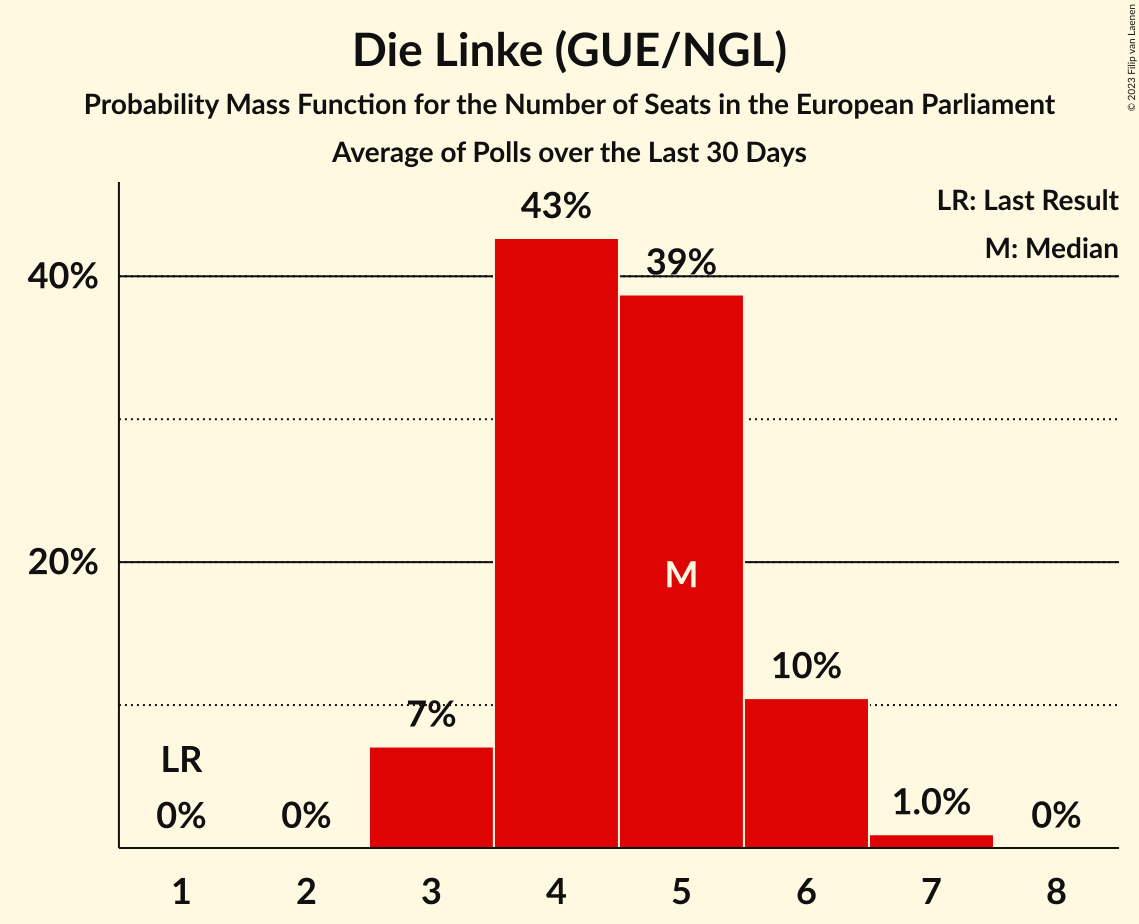 Die Linke (GUE/NGL)
Probability Mass Function for the Number of Seats in the European Parliament
Average of Polls over the Last 30 Days
© 2023 Filip van Laenen
LR: Last Result
M: Median
43%
39%
40%
20%
M
10%
7%
LR
0%
0%
1.0%
0%
1 2 3 4 5 6 7 8